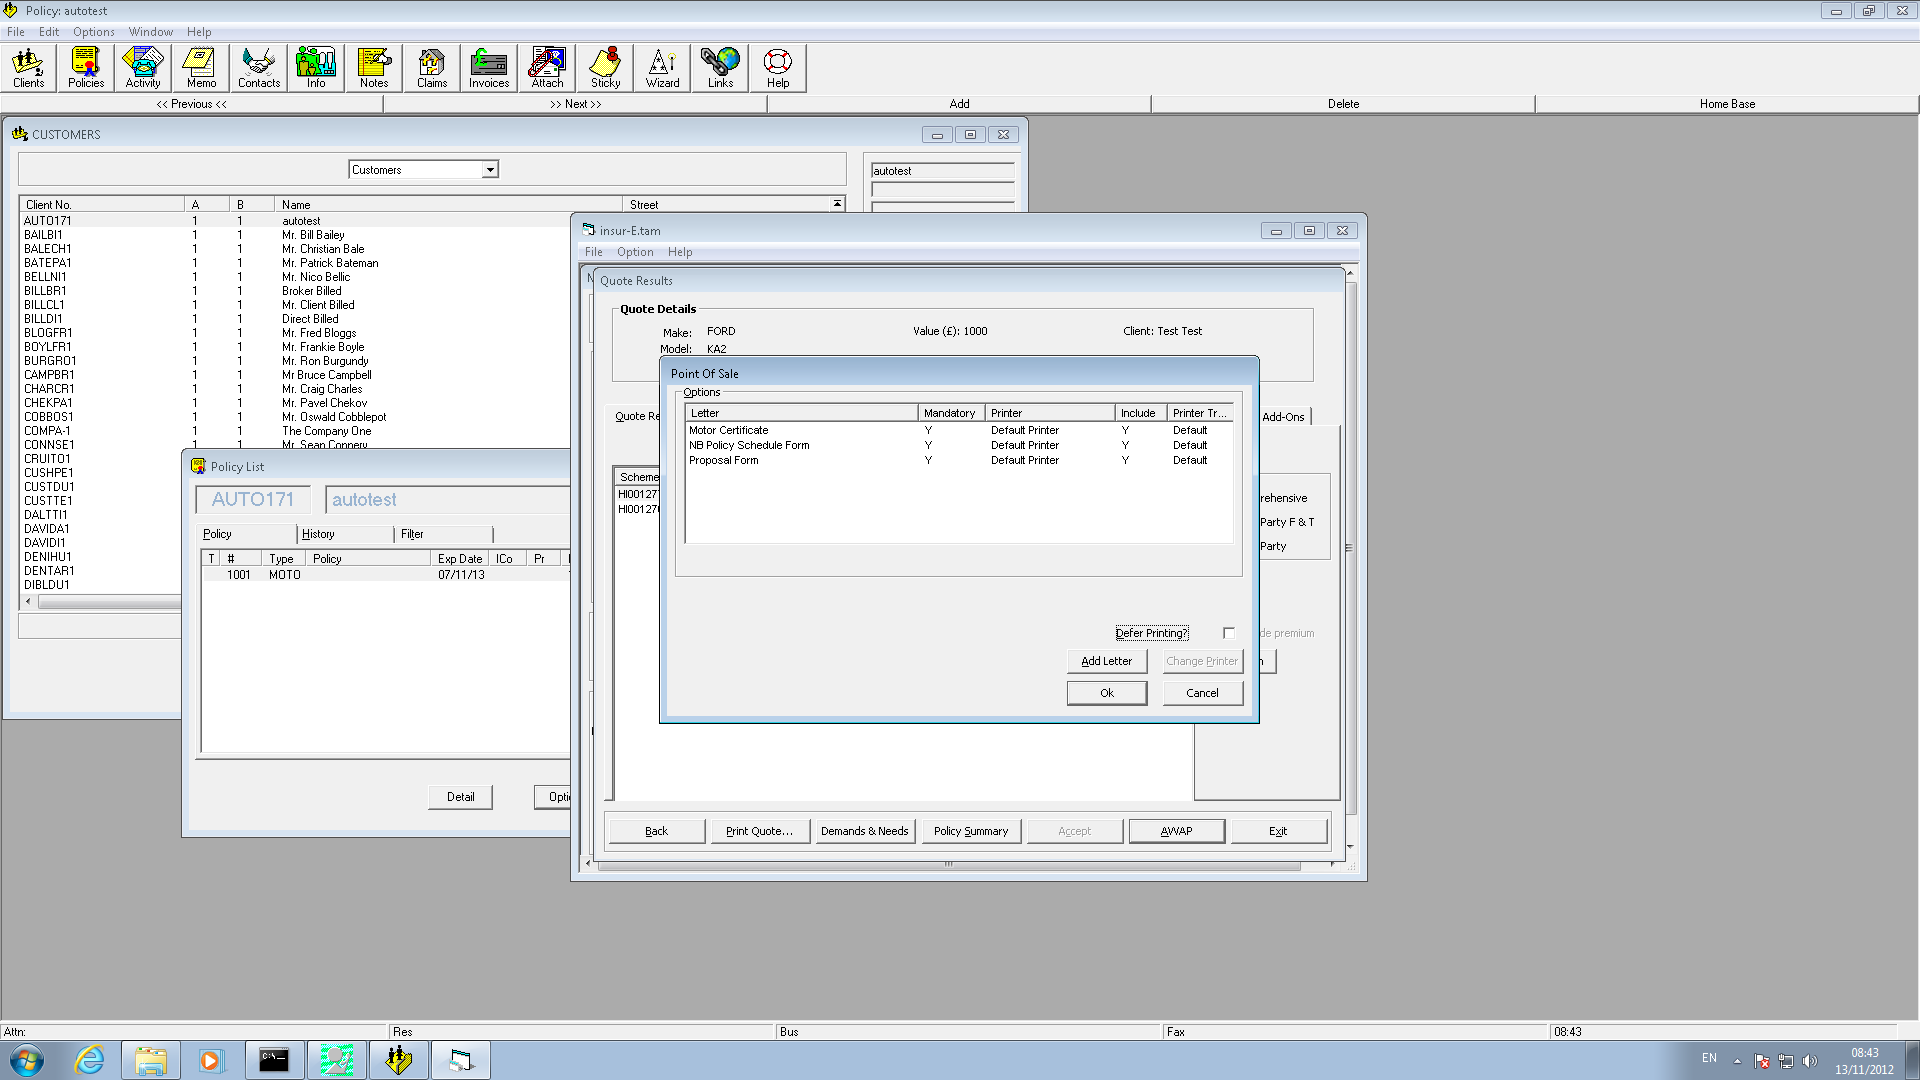 Policy: autotest
File Edit Options Window Help
Clients Policies Activity Memo Contacts Info Notes Claims Invoices Attach Sticky Wizard Links Help
<< Previous << >> Next >> Add Delete Home Base
CUSTOMERS
Customers
autotest
Client No. A B Name Street
AUTO171 1 1 autotest
BAILBI1 1 1 Mr. Bill Bailey
BALECH1 1 1 Mr. Christian Bale
BATEPA1 1 1 Mr. Patrick Bateman
BELLNI1 1 1 Mr. Nico Bellic
BILLBR1 1 1 Broker Billed
BILLCL1 1 1 Mr. Client Billed
BILLDI1 1 1 Direct Billed
BLOGFR1 1 1 Mr. Fred Bloggs
BOYLFR1 1 1 Mr. Frankie Boyle
BURGRO1 1 1 Mr. Ron Burgundy
CAMPBR1 1 1 Mr Bruce Campbell
CHARCR1 1 1 Mr. Craig Charles
CHEKPA1 1 1 Mr. Pavel Chekov
COBBOS1 1 1 Mr. Oswald Cobblepot
COMPA-1 1 1 The Company One
CONNSE1 1 1 Mr. Sean Connery
CRUITO1
CUSHPE1
CUSTDU1
CUSTTE1
DALTTI1
DAVIDA1
DAVIDI1
DENIHU1
DENTAR1
DIBLDU1
Policy List
AUTO171 autotest
Policy History Filter
T # Type Policy Exp Date ICo Pr
1001 MOTO 07/11/13
Detail Optio
insur-E.tam
File Option Help
Quote Results
Quote Details
Make: FORD Value (£): 1000 Client: Test Test
Model: KA2
Quote Re Add-Ons
Scheme
HI00127
HI00127
rehensive
Party F & T
Party
de premium
Point Of Sale
Options
Letter Mandatory Printer Include Printer Tr...
Motor Certificate Y Default Printer Y Default
NB Policy Schedule Form Y Default Printer Y Default
Proposal Form Y Default Printer Y Default
Defer Printing?
Add Letter Change Printer
Ok Cancel
Back Print Quote... Demands & Needs Policy Summary Accept AWAP Exit
Attn: Res Bus Fax 08:43
EN
08:43
13/11/2012